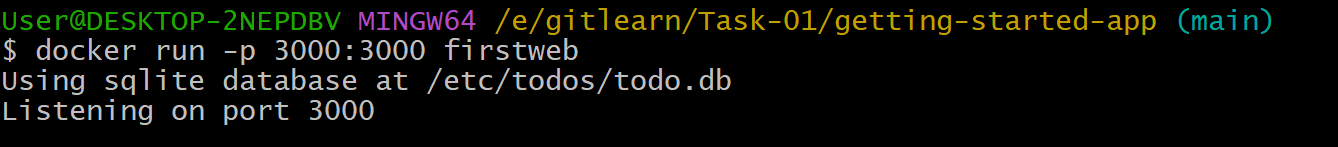 User@DESKTOP-2NEPDBV MINGW64 /e/gitlearn/Task-01/getting-started-app (main)
$ docker run -p 3000:3000 firstweb
Using sqlite database at /etc/todos/todo.db
Listening on port 3000